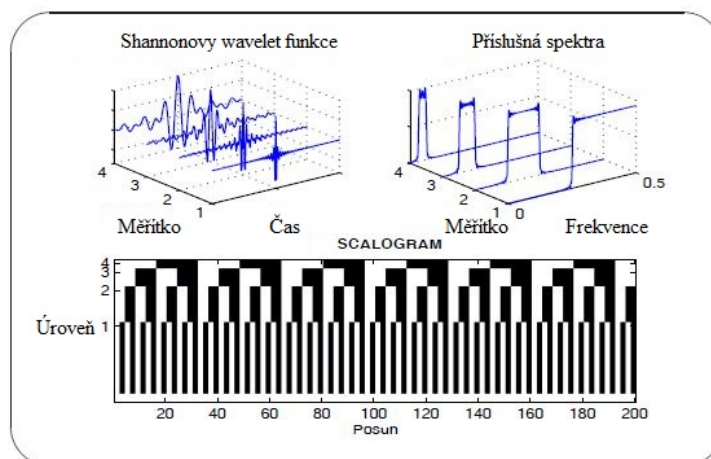 Shannonovy wavelet funkce
Příslušná spektra
4
3
2
1
Měřítko
Čas
4
3
2
1
0
0.5
Měřítko
Frekvence
SCALOGRAM
4
3
2
1
Úroveň
20 40 60 80 100 120 140 160 180 200
Posun